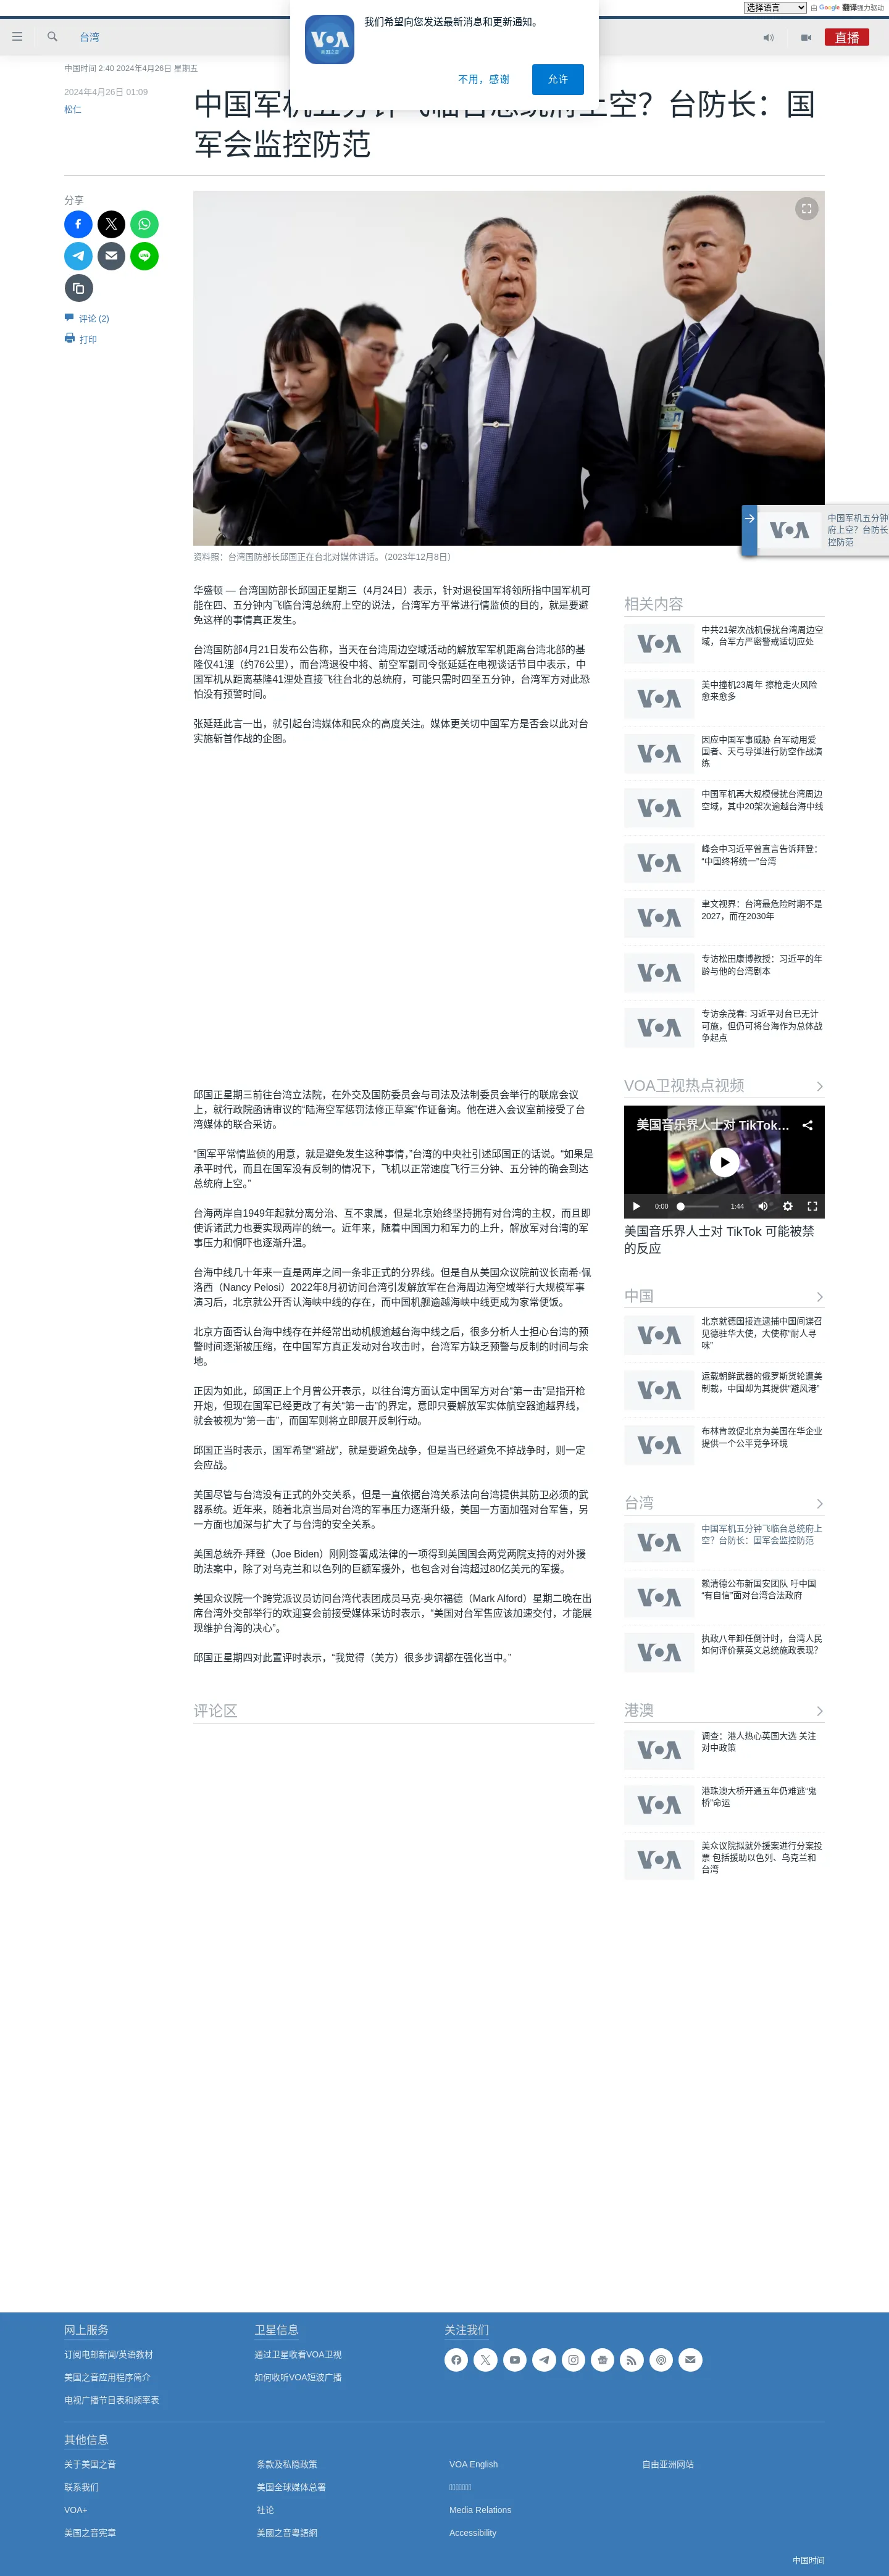 选择语言 由 Google 翻译强力驱动
我们希望向您发送最新消息和更新通知。
不用，感谢
允许
台湾
直播
中国时间 2:40 2024年4月26日 星期五
2024年4月26日 01:09
松仁
中国军机五分钟飞临台总统府上空？台防长：国
军会监控防范
分享
评论 (2)
打印
资料照：台湾国防部长邱国正在台北对媒体讲话。（2023年12月8日）
中国军机五分钟
府上空？台防长
控防范
华盛顿 — 台湾国防部长邱国正星期三（4月24日）表示，针对退役国军将领所指中国军机可
能在四、五分钟内飞临台湾总统府上空的说法，台湾军方平常进行情监侦的目的，就是要避
免这样的事情真正发生。
台湾国防部4月21日发布公告称，当天在台湾周边空域活动的解放军军机距离台湾北部的基
隆仅41浬（约76公里），而台湾退役中将、前空军副司令张延廷在电视谈话节目中表示，中
国军机从距离基隆41浬处直接飞往台北的总统府，可能只需时四至五分钟，台湾军方对此恐
怕没有预警时间。
张延廷此言一出，就引起台湾媒体和民众的高度关注。媒体更关切中国军方是否会以此对台
实施斩首作战的企图。
邱国正星期三前往台湾立法院，在外交及国防委员会与司法及法制委员会举行的联席会议
上，就行政院函请审议的“陆海空军惩罚法修正草案”作证备询。他在进入会议室前接受了台
湾媒体的联合采访。
“国军平常情监侦的用意，就是避免发生这种事情，”台湾的中央社引述邱国正的话说。“如果是
承平时代，而且在国军没有反制的情况下，飞机以正常速度飞行三分钟、五分钟的确会到达
总统府上空。”
台海两岸自1949年起就分离分治、互不隶属，但是北京始终坚持拥有对台湾的主权，而且即
使诉诸武力也要实现两岸的统一。近年来，随着中国国力和军力的上升，解放军对台湾的军
事压力和恫吓也逐渐升温。
台海中线几十年来一直是两岸之间一条非正式的分界线。但是自从美国众议院前议长南希·佩
洛西（Nancy Pelosi）2022年8月初访问台湾引发解放军在台海周边海空域举行大规模军事
演习后，北京就公开否认海峡中线的存在，而中国机舰逾越海峡中线更成为家常便饭。
北京方面否认台海中线存在并经常出动机舰逾越台海中线之后，很多分析人士担心台湾的预
警时间逐渐被压缩，在中国军方真正发动对台攻击时，台湾军方缺乏预警与反制的时间与余
地。
正因为如此，邱国正上个月曾公开表示，以往台湾方面认定中国军方对台“第一击”是指开枪
开炮，但现在国军已经更改了有关“第一击”的界定，意即只要解放军实体航空器逾越界线，
就会被视为“第一击”，而国军则将立即展开反制行动。
邱国正当时表示，国军希望“避战”，就是要避免战争，但是当已经避免不掉战争时，则一定
会应战。
美国尽管与台湾没有正式的外交关系，但是一直依据台湾关系法向台湾提供其防卫必须的武
器系统。近年来，随着北京当局对台湾的军事压力逐渐升级，美国一方面加强对台军售，另
一方面也加深与扩大了与台湾的安全关系。
美国总统乔·拜登（Joe Biden）刚刚签署成法律的一项得到美国国会两党两院支持的对外援
助法案中，除了对乌克兰和以色列的巨额军援外，也包含对台湾超过80亿美元的军援。
美国众议院一个跨党派议员访问台湾代表团成员马克·奥尔福德（Mark Alford）星期二晚在出
席台湾外交部举行的欢迎宴会前接受媒体采访时表示，“美国对台军售应该加速交付，才能展
现维护台海的决心”。
邱国正星期四对此置评时表示，“我觉得（美方）很多步调都在强化当中。”
评论区
相关内容
中共21架次战机侵扰台湾周边空
域，台军方严密警戒适切应处
美中撞机23周年 擦枪走火风险
愈来愈多
因应中国军事威胁 台军动用爱
国者、天弓导弹进行防空作战演
练
中国军机再大规模侵扰台湾周边
空域，其中20架次逾越台海中线
峰会中习近平曾直言告诉拜登：
“中国终将统一”台湾
聿文视界：台湾最危险时期不是
2027，而在2030年
专访松田康博教授：习近平的年
龄与他的台湾剧本
专访余茂春: 习近平对台已无计
可施，但仍可将台海作为总体战
争起点
VOA卫视热点视频
美国音乐界人士对 TikTok...
0:00 1:44
美国音乐界人士对 TikTok 可能被禁
的反应
中国
北京就德国接连逮捕中国间谍召
见德驻华大使，大使称“耐人寻
味”
运载朝鲜武器的俄罗斯货轮遭美
制裁，中国却为其提供“避风港”
布林肯敦促北京为美国在华企业
提供一个公平竞争环境
台湾
中国军机五分钟飞临台总统府上
空？台防长：国军会监控防范
赖清德公布新国安团队 吁中国
“有自信”面对台湾合法政府
执政八年卸任倒计时，台湾人民
如何评价蔡英文总统施政表现？
港澳
调查：港人热心英国大选 关注
对中政策
港珠澳大桥开通五年仍难逃“鬼
桥”命运
美众议院拟就外援案进行分案投
票 包括援助以色列、乌克兰和
台湾
网上服务
订阅电邮新闻/英语教材
美国之音应用程序简介
电视广播节目表和频率表
卫星信息
通过卫星收看VOA卫视
如何收听VOA短波广播
关注我们
其他信息
关于美国之音
联系我们
VOA+
美国之音宪章
条款及私隐政策
美国全球媒体总署
社论
美國之音粵語網
VOA English
Media Relations
Accessibility
自由亚洲网站
中国时间